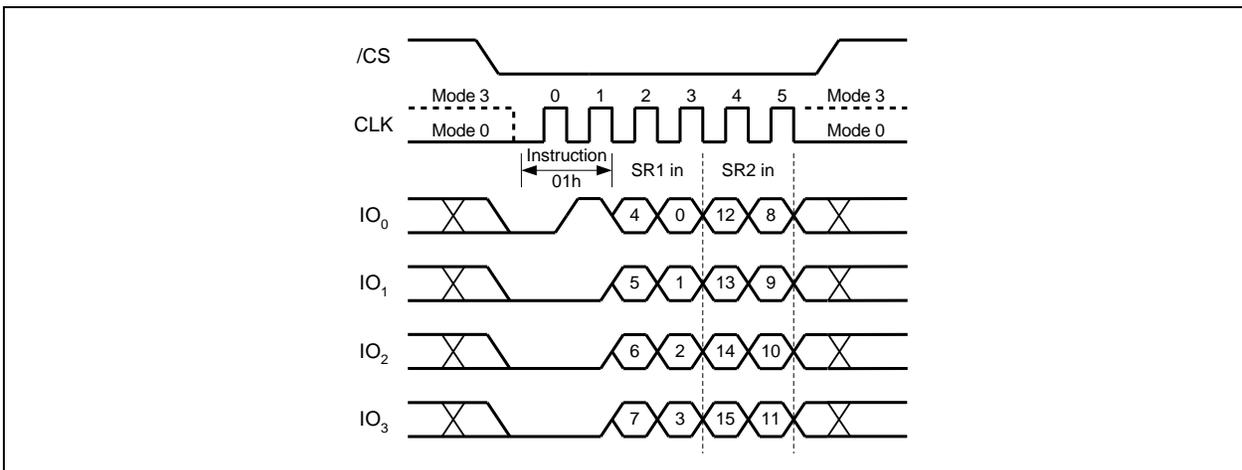 /CS
Mode 3 0 1 2 3 4 5 Mode 3
CLK Mode 0 Mode 0
Instruction
01h SR1 in SR2 in
IO0 4 0 12 8
IO1 5 1 13 9
IO2 6 2 14 10
IO3 7 3 15 11